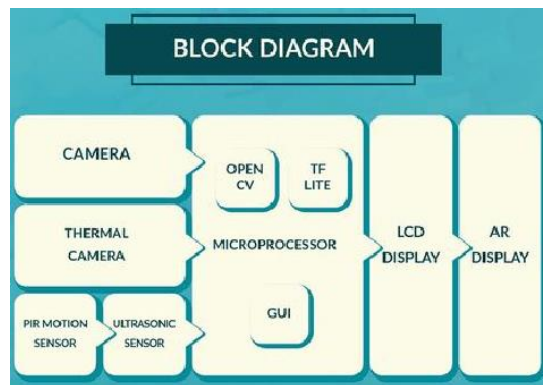 BLOCK DIAGRAM
CAMERA
THERMAL
CAMERA
PIR MOTION
SENSOR
ULTRASONIC
SENSOR
OPEN
CV
TF
LITE
MICROPROCESSOR
GUI
LCD
DISPLAY
AR
DISPLAY